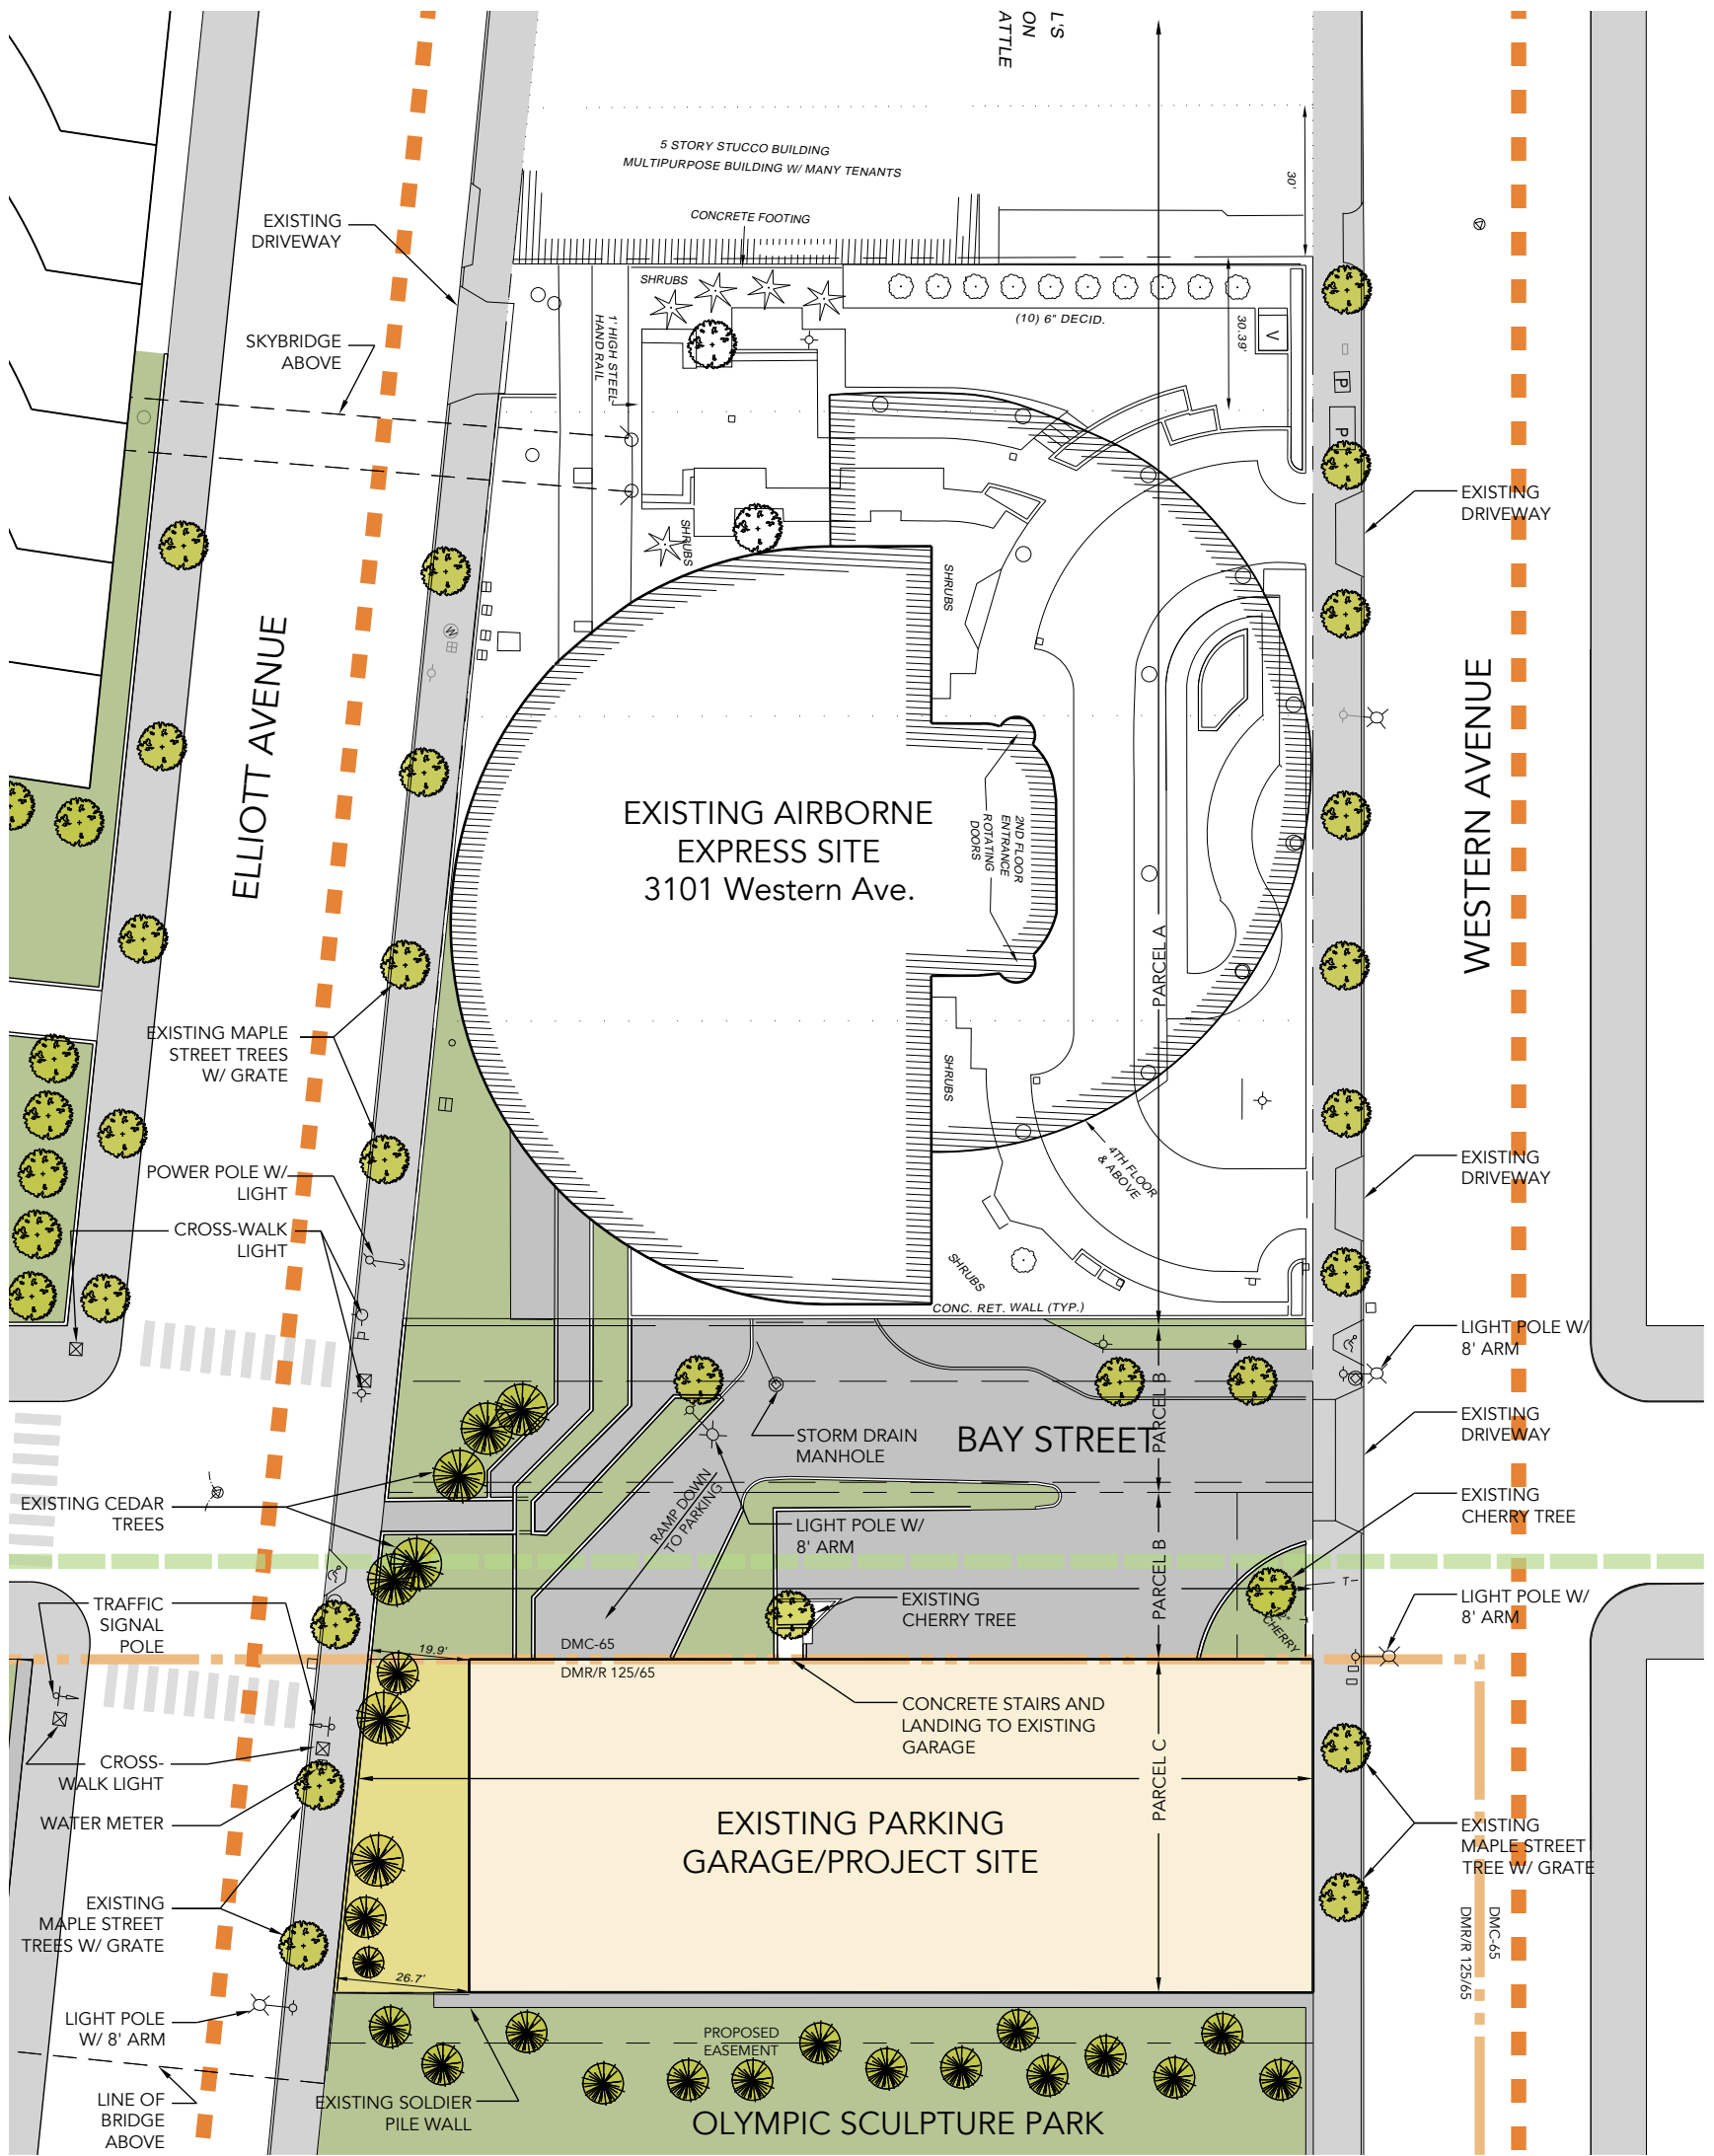 L'S
ON
ATTLE
5 STORY STUCCO BUILDING
MULTIPURPOSE BUILDING W/ MANY TENANTS
30'
CONCRETE FOOTING
EXISTING
DRIVEWAY
SHRUBS
(10) 6" DECID.
30.39'
V
1' HIGH STEEL
HAND RAIL
SKYBRIDGE
ABOVE
P
P
EXISTING
DRIVEWAY
SHRUBS
SHRUBS
W
ELLIOTT AVENUE
WESTERN AVENUE
EXISTING AIRBORNE
EXPRESS SITE
3101 Western Ave.
2ND FLOOR
ENTRANCE
ROTATING
DOORS
PARCEL A
EXISTING MAPLE
STREET TREES
W/ GRATE
SHRUBS
4TH FLOOR
& ABOVE
EXISTING
DRIVEWAY
POWER POLE W/
LIGHT
CROSS-WALK
LIGHT
SHRUBS
CONC. RET. WALL (TYP.)
LIGHT POLE W/
8' ARM
PARCEL B
BAY STREET
STORM DRAIN
MANHOLE
EXISTING
DRIVEWAY
EXISTING CEDAR
TREES
RAMP DOWN
TO PARKING
LIGHT POLE W/
8' ARM
EXISTING
CHERRY TREE
PARCEL B
T
TRAFFIC
SIGNAL
POLE
EXISTING
CHERRY TREE
CHERRY
LIGHT POLE W/
8' ARM
19.9'
DMC-65
DMR/R 125/65
CONCRETE STAIRS AND
LANDING TO EXISTING
GARAGE
CROSS-
WALK LIGHT
PARCEL C
WATER METER
EXISTING PARKING
GARAGE/PROJECT SITE
EXISTING
MAPLE STREET
TREE W/ GRATE
EXISTING
MAPLE STREET
TREES W/ GRATE
DMC-65
DMR/R 125/65
26.7'
LIGHT POLE
W/ 8' ARM
PROPOSED
EASEMENT
EXISTING SOLDIER
PILE WALL
LINE OF
BRIDGE
ABOVE
OLYMPIC SCULPTURE PARK